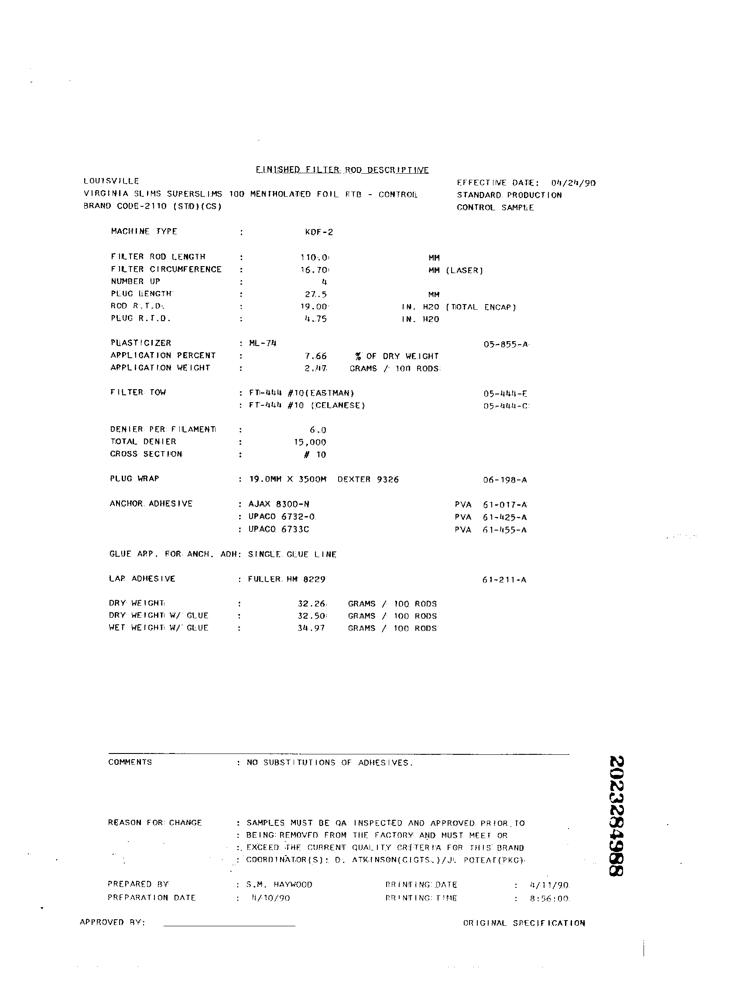 FINISHED FILTER ROD DESCRIPTIVE
LOUISVILLE EFFECTIVE DATE: 04/24/90
VIRGINIA SLIMS SUPERSLIMS 100 MENTHOLATED FOIL FTB - CONTROL STANDARD PRODUCTION
BRAND CODE-2110 (STD)(CS) CONTROL SAMPLE
MACHINE TYPE : KDF-2
FILTER ROD LENGTH : 110.0 MM
FILTER CIRCUMFERENCE : 16.70 MM (LASER)
NUMBER UP : 4
PLUG LENGTH : 27.5 MM
ROD R.T.D. : 19.00 IN. H2O (TOTAL ENCAP)
PLUG R.T.D. : 4.75 IN. H2O
PLASTICIZER : ML-74 05-855-A
APPLICATION PERCENT : 7.66 % OF DRY WEIGHT
APPLICATION WEIGHT : 2.47 GRAMS / 100 RODS
FILTER TOW : FT-444 #10(EASTMAN) 05-444-E
: FT-444 #10 (CELANESE) 05-444-C
DENIER PER FILAMENT : 6.0
TOTAL DENIER : 15,000
CROSS SECTION : # 10
PLUG WRAP : 19.0MM X 3500M DEXTER 9326 06-198-A
ANCHOR ADHESIVE : AJAX 8300-N PVA 61-017-A
: UPACO 6732-0 PVA 61-425-A
: UPACO 6733C PVA 61-455-A
GLUE APP. FOR ANCH. ADH: SINGLE GLUE LINE
LAP ADHESIVE : FULLER HM 8229 61-211-A
DRY WEIGHT : 32.26 GRAMS / 100 RODS
DRY WEIGHT W/ GLUE : 32.50 GRAMS / 100 RODS
WET WEIGHT W/ GLUE : 34.97 GRAMS / 100 RODS
COMMENTS : NO SUBSTITUTIONS OF ADHESIVES.
REASON FOR CHANGE : SAMPLES MUST BE QA INSPECTED AND APPROVED PRIOR TO
: BEING REMOVED FROM THE FACTORY AND MUST MEET OR
: EXCEED THE CURRENT QUALITY CRITERIA FOR THIS BRAND
: COORDINATOR(S): D. ATKINSON(CIGTS.)/J. POTEAT(PKG)
PREPARED BY : S.M. HAYWOOD PRINTING DATE : 4/11/90
PREPARATION DATE : 4/10/90 PRINTING TIME : 8:56:00
APPROVED BY: ORIGINAL SPECIFICATION
2023284988